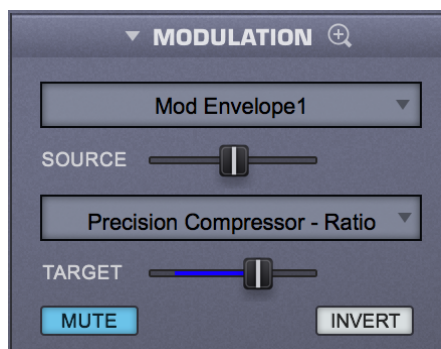 MODULATION
Mod Envelope1
SOURCE
Precision Compressor - Ratio
TARGET
MUTE INVERT